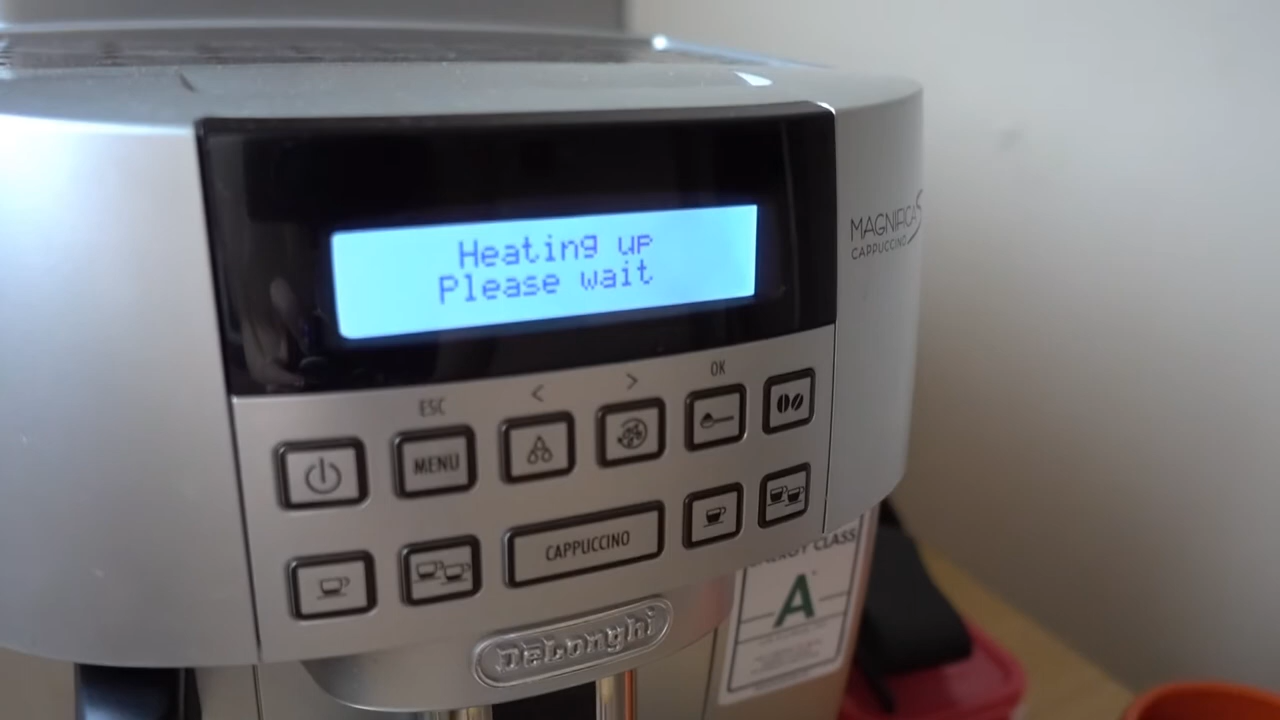 Heating up
Please wait
MAGNIFICA S
CAPPUCCINO
ESC
<
>
OK
MENU
CAPPUCCINO
DeLonghi
ENERGY CLASS
A